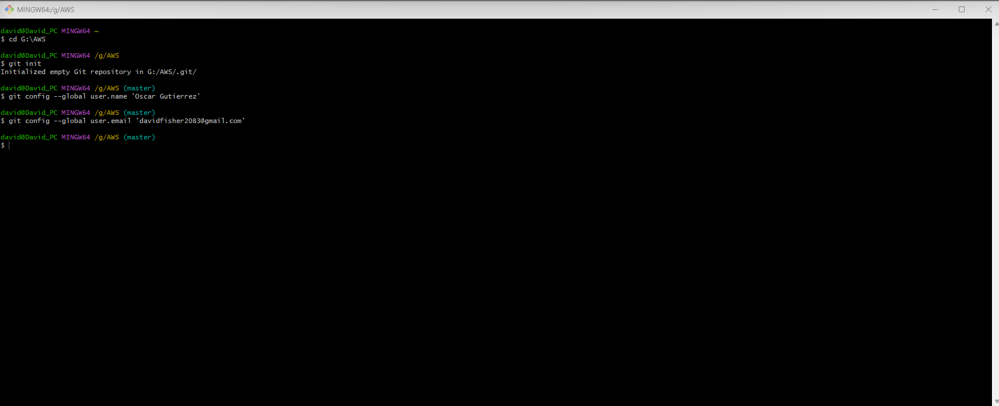 MINGW64:/g/AWS
david@David_PC MINGW64 ~
$ cd G:\AWS
david@David_PC MINGW64 /g/AWS
$ git init
Initialized empty Git repository in G:/AWS/.git/
david@David_PC MINGW64 /g/AWS (master)
$ git config --global user.name 'Oscar Gutierrez'
david@David_PC MINGW64 /g/AWS (master)
$ git config --global user.email 'davidfisher2083@gmail.com'
david@David_PC MINGW64 /g/AWS (master)
$